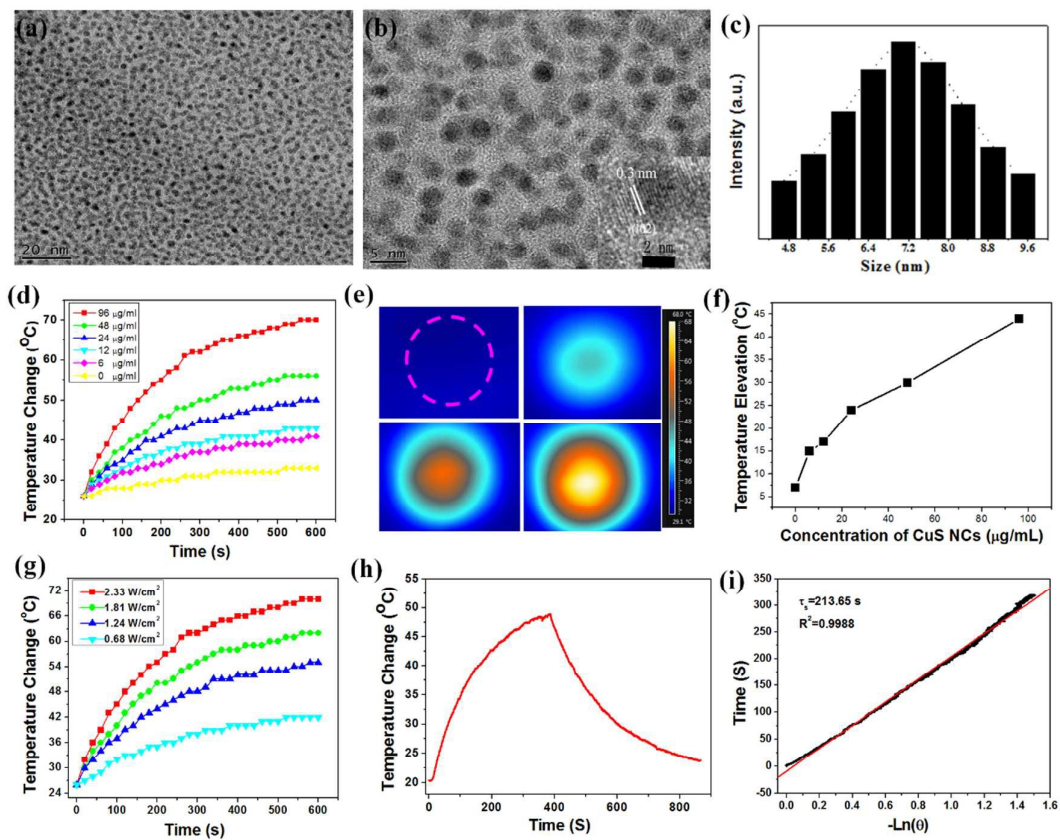 (a)
20 nm
(b)
5 nm
0.3 nm
2 nm
(c)
Intensity (a.u.)
4.8 5.6 6.4 7.2 8.0 8.8 9.6
Size (nm)
(d)
Temperature Change (°C)
70
60
50
40
30
20
96 μg/ml
48 μg/ml
24 μg/ml
12 μg/ml
6 μg/ml
0 μg/ml
0 100 200 300 400 500 600
Time (s)
(e)
68.0 °C
68
64
60
56
52
48
44
40
36
32
29.1 °C
(f)
Temperature Elevation (°C)
45
40
35
30
25
20
15
10
5
0 20 40 60 80 100
Concentration of CuS NCs (μg/mL)
(g)
Temperature Change (°C)
72
66
60
54
48
42
36
30
24
2.33 W/cm²
1.81 W/cm²
1.24 W/cm²
0.68 W/cm²
0 100 200 300 400 500 600
Time (s)
(h)
Temperature Change (°C)
55
50
45
40
35
30
25
20
0 200 400 600 800
Time (S)
(i)
Time (S)
350
300
250
200
150
100
50
0
-50
τs=213.65 s
R²=0.9988
0.0 0.2 0.4 0.6 0.8 1.0 1.2 1.4 1.6
-Ln(θ)